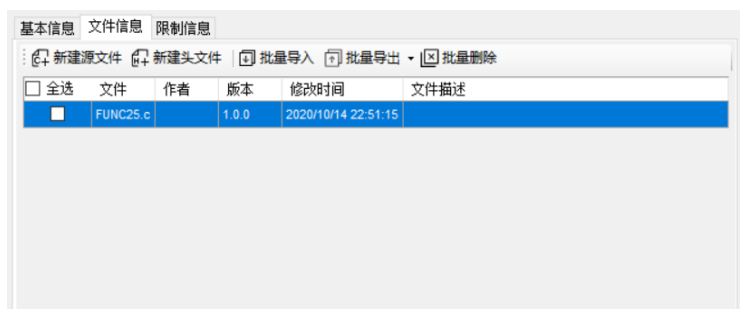 基本信息 文件信息 限制信息
新建源文件 新建头文件 批量导入 批量导出 批量删除
全选 文件 作者 版本 修改时间 文件描述
FUNC25.c 1.0.0 2020/10/14 22:51:15